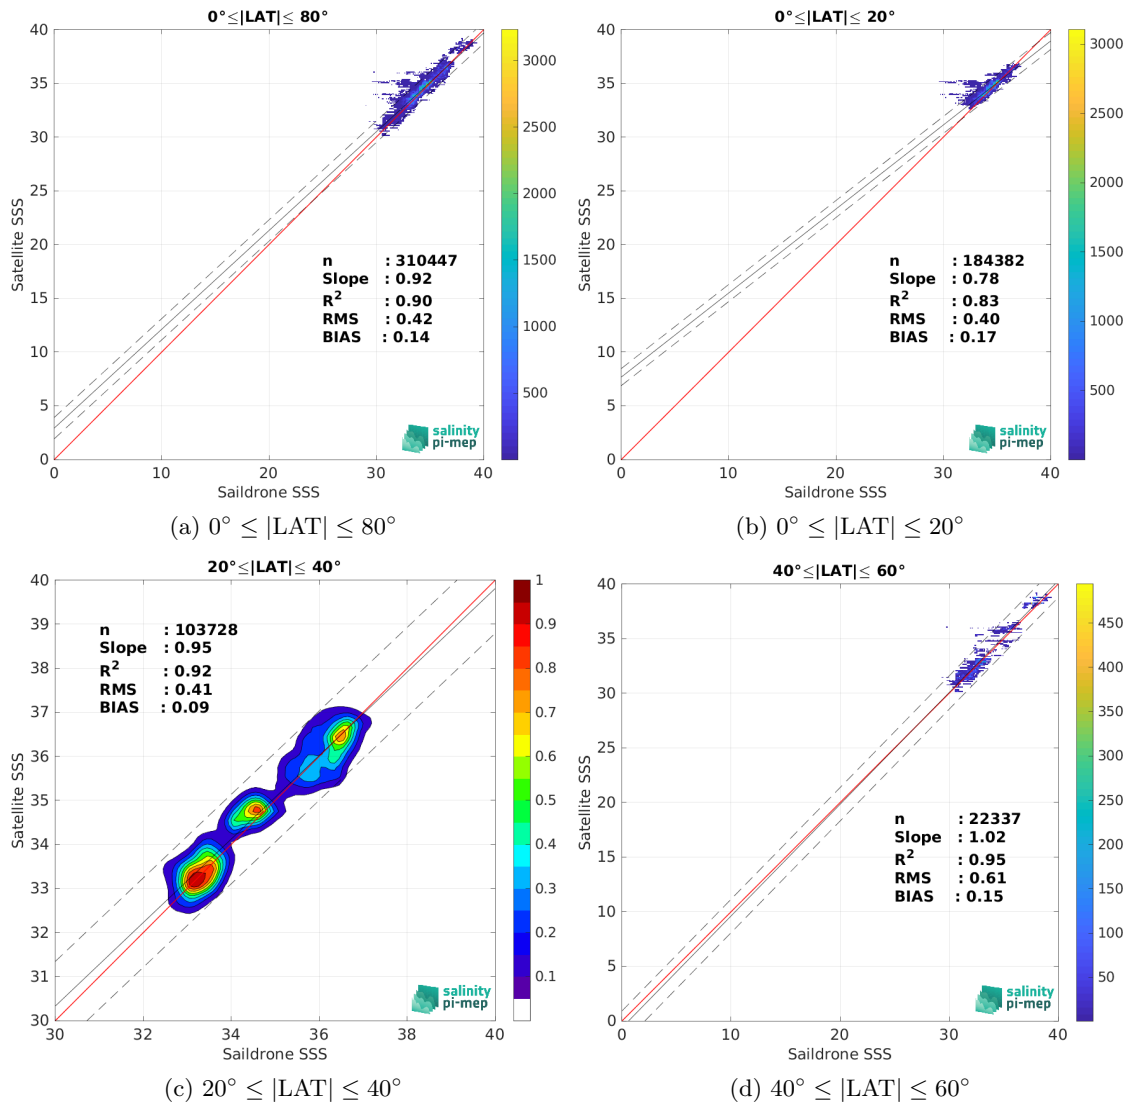 0°≤|LAT|≤ 80°
Satellite SSS
40
35
30
25
20
15
10
5
0
n : 310447
Slope : 0.92
R² : 0.90
RMS : 0.42
BIAS : 0.14
salinity
pi-mep
0 10 20 30 40
Saildrone SSS
3000
2500
2000
1500
1000
500
(a) 0° ≤ |LAT| ≤ 80°
0°≤|LAT|≤ 20°
Satellite SSS
40
35
30
25
20
15
10
5
0
n : 184382
Slope : 0.78
R² : 0.83
RMS : 0.40
BIAS : 0.17
salinity
pi-mep
0 10 20 30 40
Saildrone SSS
3000
2500
2000
1500
1000
500
(b) 0° ≤ |LAT| ≤ 20°
20°≤|LAT|≤ 40°
Satellite SSS
40
39
38
37
36
35
34
33
32
31
30
n : 103728
Slope : 0.95
R² : 0.92
RMS : 0.41
BIAS : 0.09
salinity
pi-mep
30 32 34 36 38 40
Saildrone SSS
1
0.9
0.8
0.7
0.6
0.5
0.4
0.3
0.2
0.1
(c) 20° ≤ |LAT| ≤ 40°
40°≤|LAT|≤ 60°
Satellite SSS
40
35
30
25
20
15
10
5
0
n : 22337
Slope : 1.02
R² : 0.95
RMS : 0.61
BIAS : 0.15
salinity
pi-mep
0 10 20 30 40
Saildrone SSS
450
400
350
300
250
200
150
100
50
(d) 40° ≤ |LAT| ≤ 60°